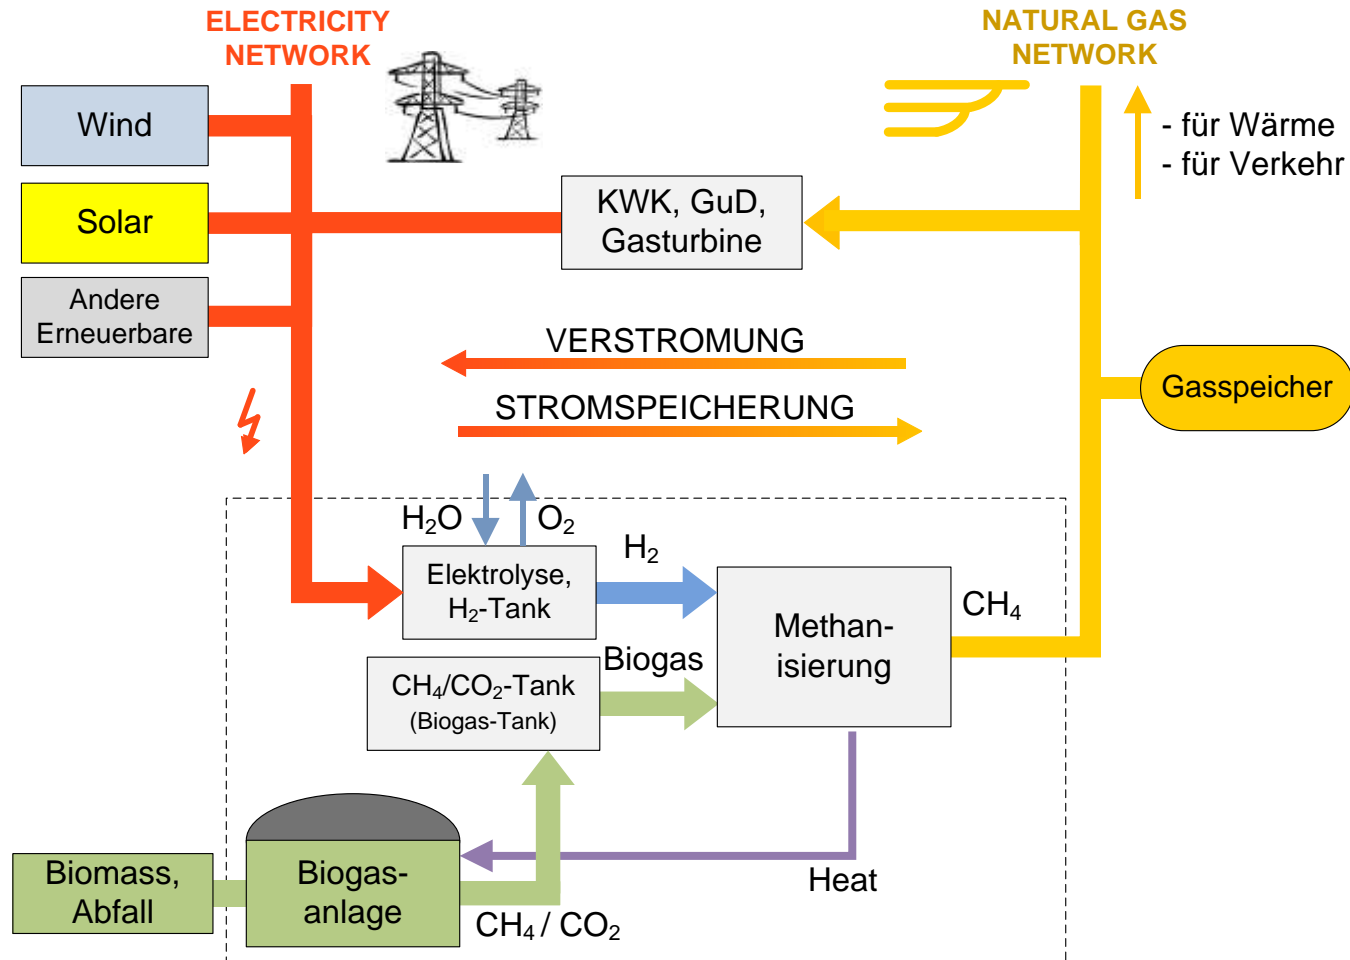 ELECTRICITY
NETWORK
NATURAL GAS
NETWORK
Wind
- für Wärme
- für Verkehr
Solar
KWK, GuD,
Gasturbine
Andere
Erneuerbare
VERSTROMUNG
Gasspeicher
STROMSPEICHERUNG
H₂O
O₂
H₂
Elektrolyse,
H₂-Tank
CH₄
Methan-
isierung
Biogas
CH₄/CO₂-Tank
(Biogas-Tank)
Biomass,
Abfall
Biogas-
anlage
Heat
CH₄ / CO₂